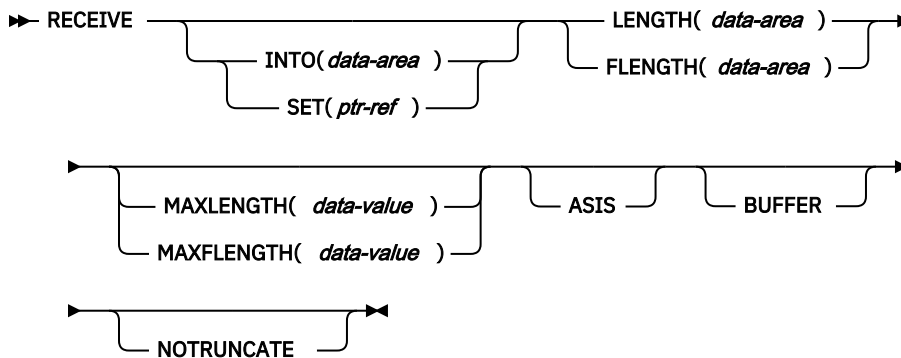 RECEIVE
INTO( data-area )
SET( ptr-ref )
LENGTH( data-area )
FLENGTH( data-area )
MAXLENGTH( data-value )
MAXFLENGTH( data-value )
ASIS
BUFFER
NOTRUNCATE